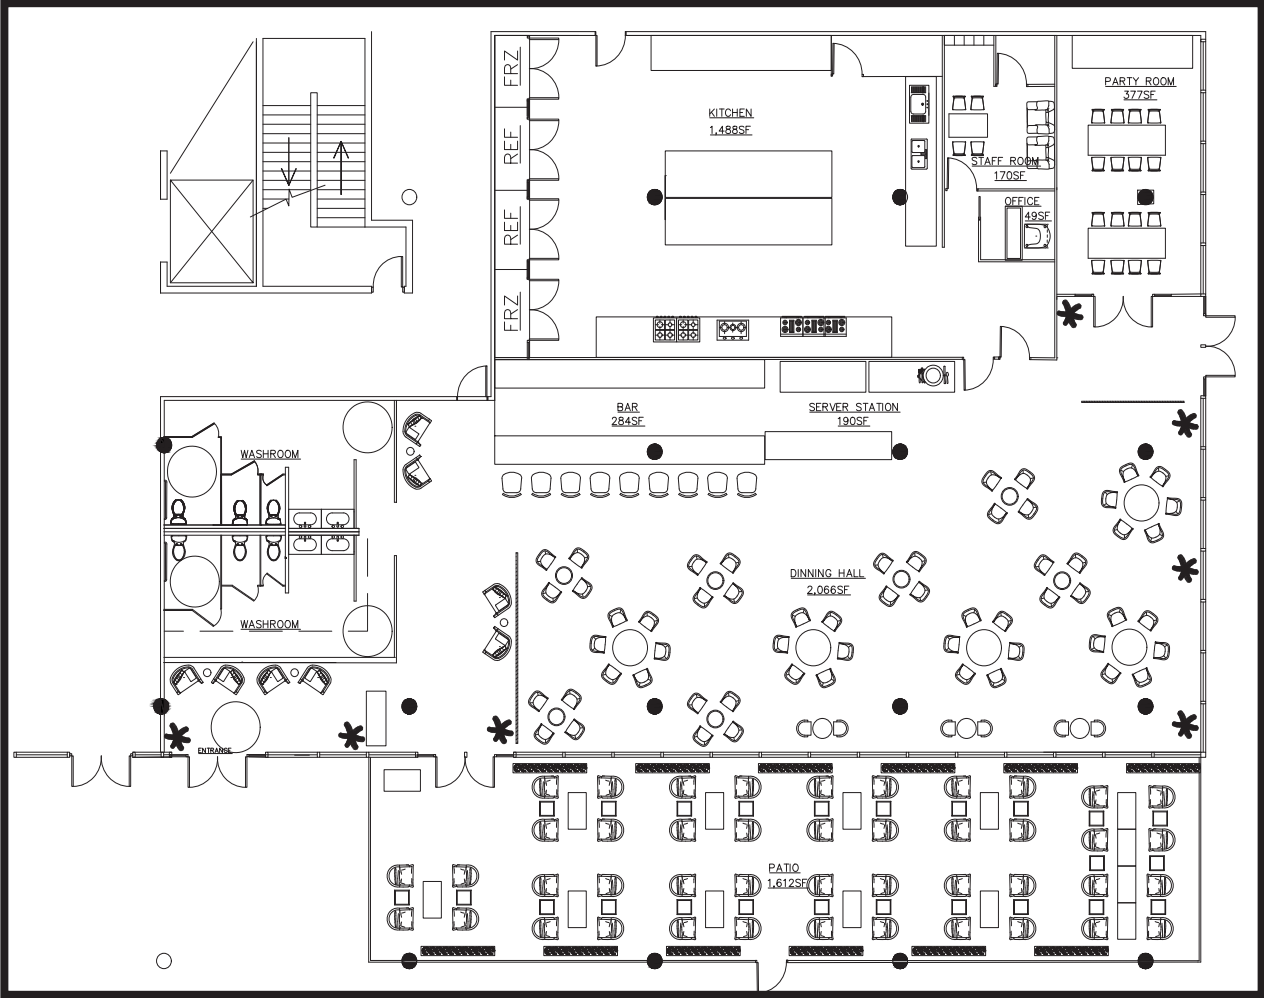 FRZ
REF
REF
FRZ
KITCHEN
1,488SF
PARTY ROOM
377SF
STAFF ROOM
170SF
OFFICE
49SF
BAR
284SF
SERVER STATION
190SF
WASHROOM
WASHROOM
DINNING HALL
2,066SF
ENTRANCE
PATIO
1,612SF